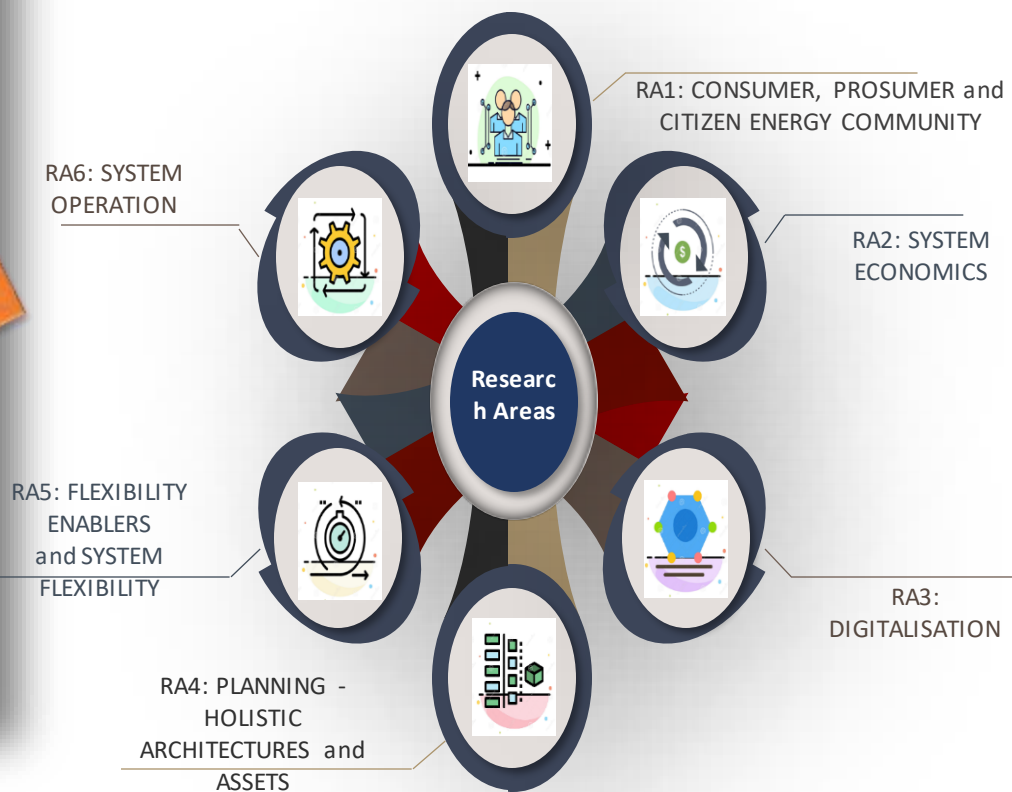 RA1: CONSUMER, PROSUMER and
CITIZEN ENERGY COMMUNITY
RA6: SYSTEM
OPERATION
RA2: SYSTEM
ECONOMICS
$
Researc
h Areas
RA5: FLEXIBILITY
ENABLERS
and SYSTEM
FLEXIBILITY
RA3:
DIGITALISATION
RA4: PLANNING -
HOLISTIC
ARCHITECTURES and
ASSETS